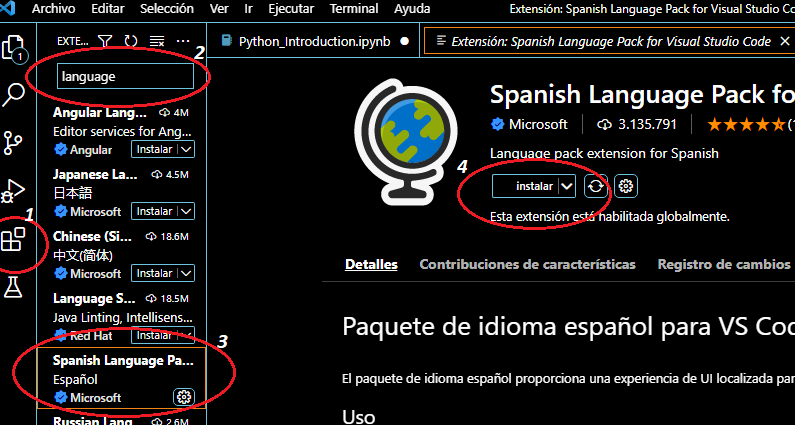 Archivo Editar Selección Ver Ir Ejecutar Terminal Ayuda
Extensión: Spanish Language Pack for Visual Studio Code
EXTE... 2
Python_Introduction.ipynb
Extensión: Spanish Language Pack for Visual Studio Code
1
language
Angular Lang... 4M
Editor services for Ang...
Angular Instalar
Japanese La... 4.5M
日本語
Microsoft Instalar
1
Chinese (Si... 18.6M
中文(简体)
Microsoft Instalar
Language S... 18.5M
Java Linting, Intellisens...
Red Hat Instalar
3
Spanish Language Pa...
Español
Microsoft
Russian Lang... 2.6M
Spanish Language Pack fo
Microsoft 3.135.791
Language pack extension for Spanish
4
instalar
Esta extensión está habilitada globalmente.
Detalles Contribuciones de características Registro de cambios
Paquete de idioma español para VS Cod
El paquete de idioma español proporciona una experiencia de UI localizada par
Uso